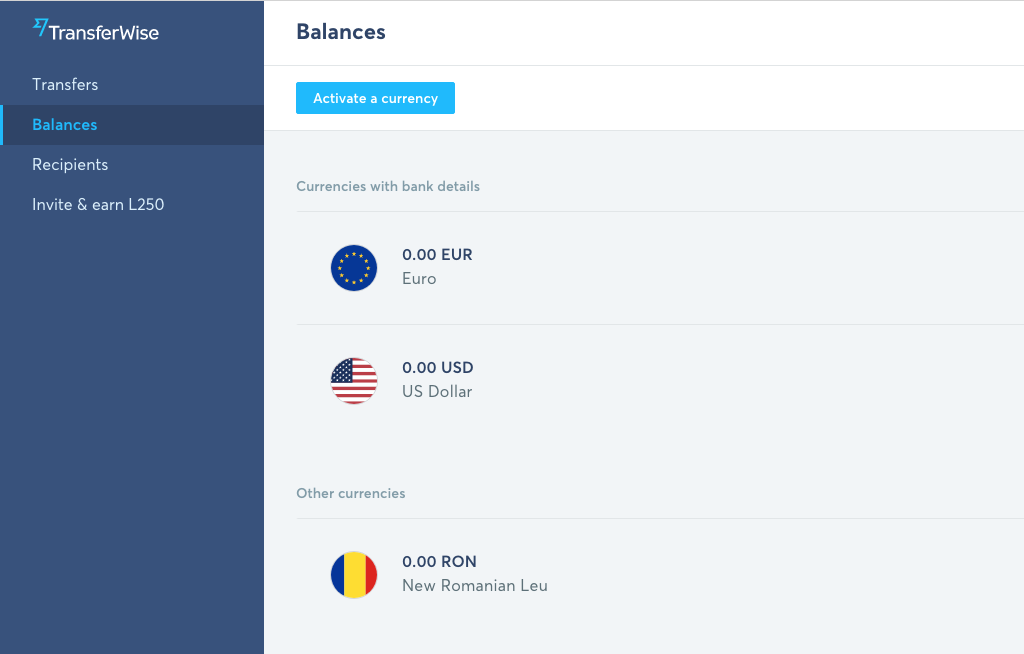 TransferWise
Transfers
Balances
Recipients
Invite & earn L250
Balances
Activate a currency
Currencies with bank details
0.00 EUR
Euro
0.00 USD
US Dollar
Other currencies
0.00 RON
New Romanian Leu